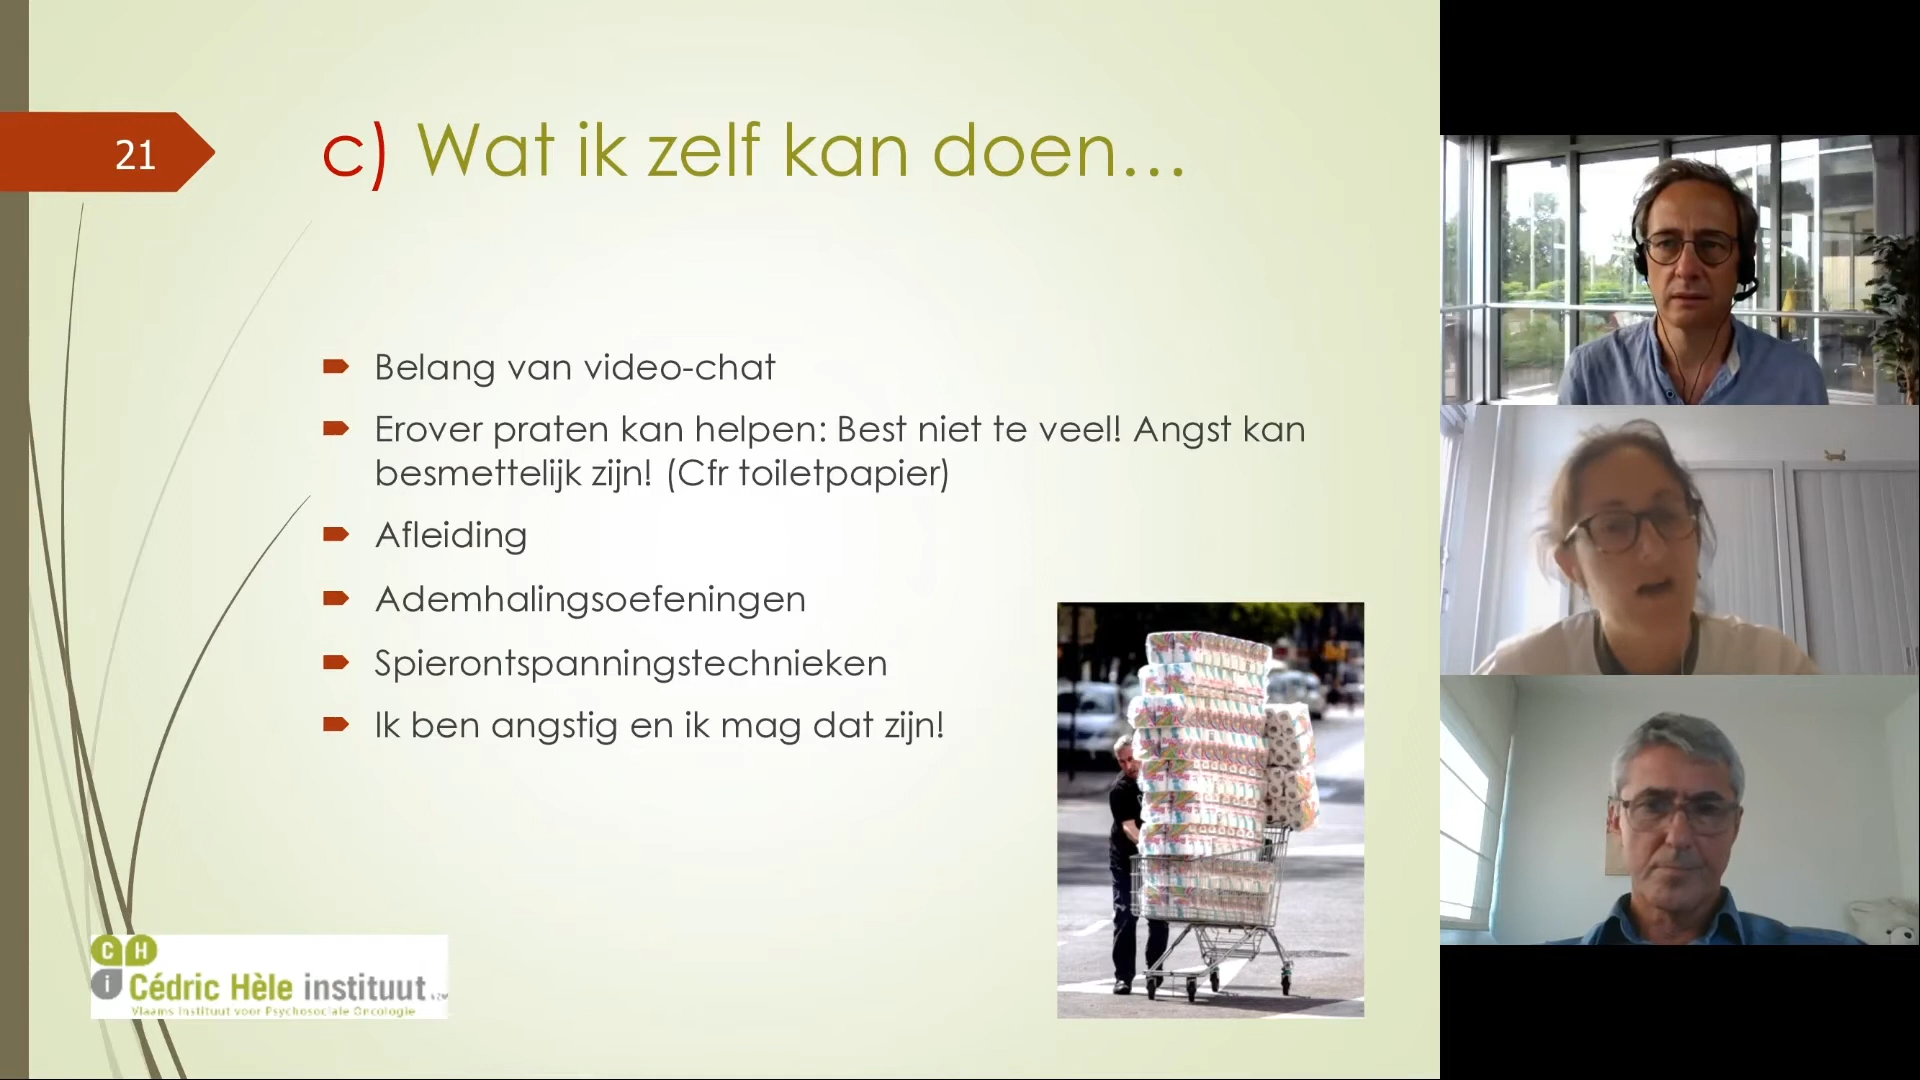 21
c) Wat ik zelf kan doen…
Belang van video-chat
Erover praten kan helpen: Best niet te veel! Angst kan
besmettelijk zijn! (Cfr toiletpapier)
Afleiding
Ademhalingsoefeningen
Spierontspanningstechnieken
Ik ben angstig en ik mag dat zijn!
C H
i Cédric Hèle instituut vzw
Vlaams Instituut voor Psychosociale Oncologie